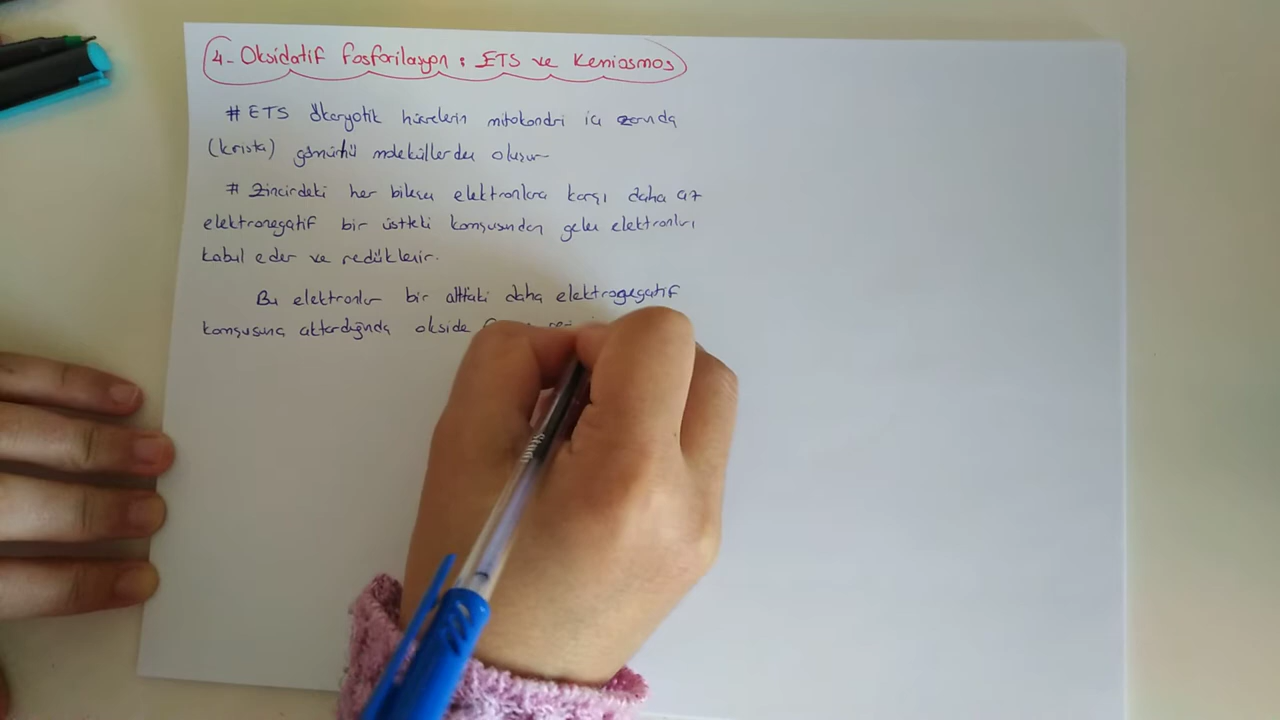 4- Oksidatif fosforilasyon : ETS ve Keniosmos
# ETS Ökaryotik hücrelerin mitokondri iç zarında
(krista) gömülü moleküllerden oluşur
# Zincirdeki her bileşen elektronlara karşı daha az
elektronegatif bir üstteki komşusundan gelen elektronları
kabul eder ve redüklenir.
Bu elektronlar bir alttaki daha elektrogegatif
komşusuna aktardığında okside